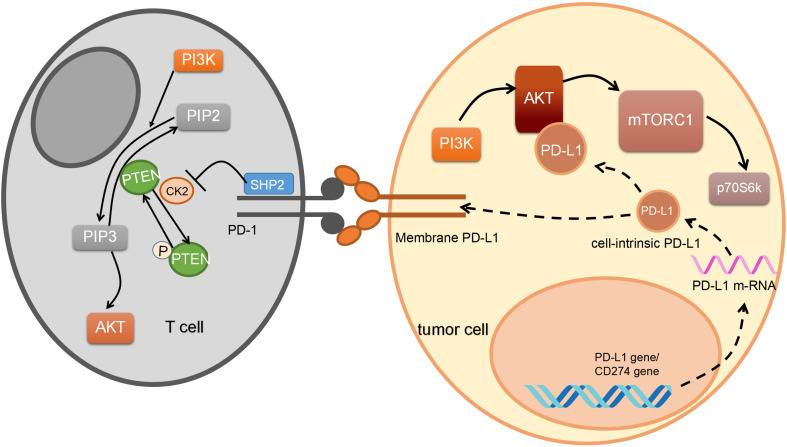 PI3K
PIP2
PTEN
CK2
SHP2
PIP3
P
PTEN
PD-1
AKT
T cell
AKT
mTORC1
PI3K
PD-L1
p70S6k
PD-L1
Membrane PD-L1
cell-intrinsic PD-L1
PD-L1 m-RNA
tumor cell
PD-L1 gene/
CD274 gene